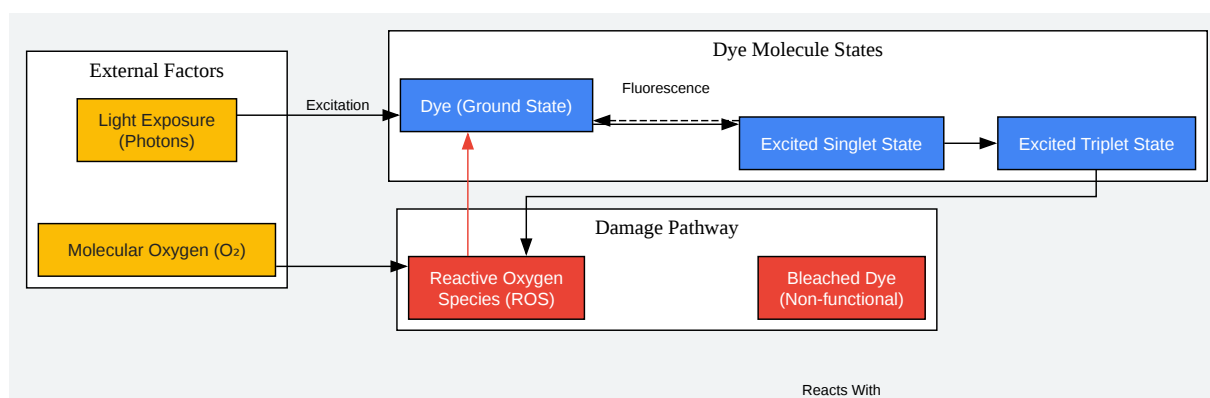 External Factors
Light Exposure
(Photons)
Molecular Oxygen (O₂)
Excitation
Dye Molecule States
Dye (Ground State)
Fluorescence
Excited Singlet State
Excited Triplet State
Damage Pathway
Reactive Oxygen
Species (ROS)
Bleached Dye
(Non-functional)
Reacts With